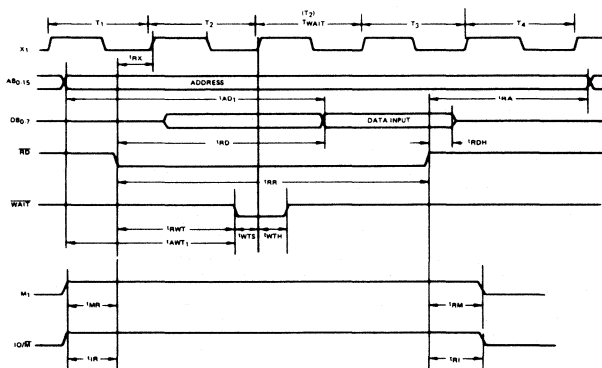 T1 T2 (T2) TWAIT T3 T4
X1
tRX
AB0-15 ADDRESS
tAD1 tRA
DB0-7 DATA INPUT
tRD tRDH
RD
tRR
WAIT
tRWT tWTS tWTH
tAWT1
M1
tMR tRM
IO/M
tIR tRI